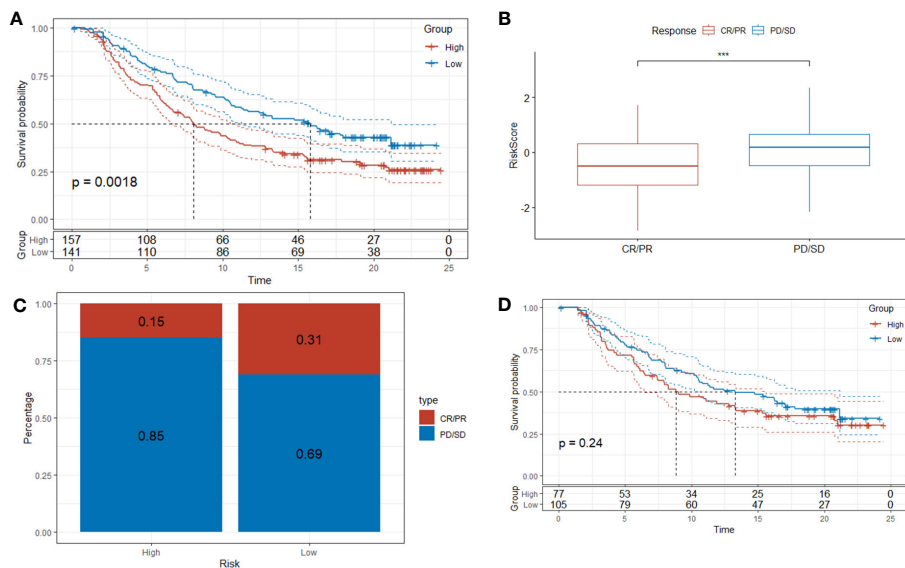 A
Group
High
Low
Survival probability
1.00
0.75
0.50
0.25
0.00
p = 0.0018
Group
High 157 108 66 46 27 0
Low 141 110 86 69 38 0
0 5 10 15 20 25
Time
B
Response CR/PR PD/SD
***
RiskScore
2
0
-2
CR/PR PD/SD
C
Percentage
1.00
0.75
0.50
0.25
0.00
0.15
0.85
0.31
0.69
type
CR/PR
PD/SD
High Low
Risk
D
Group
High
Low
Survival probability
1.00
0.75
0.50
0.25
0.00
p = 0.24
Group
High 77 53 34 25 16 0
Low 105 79 60 47 27 0
0 5 10 15 20 25
Time